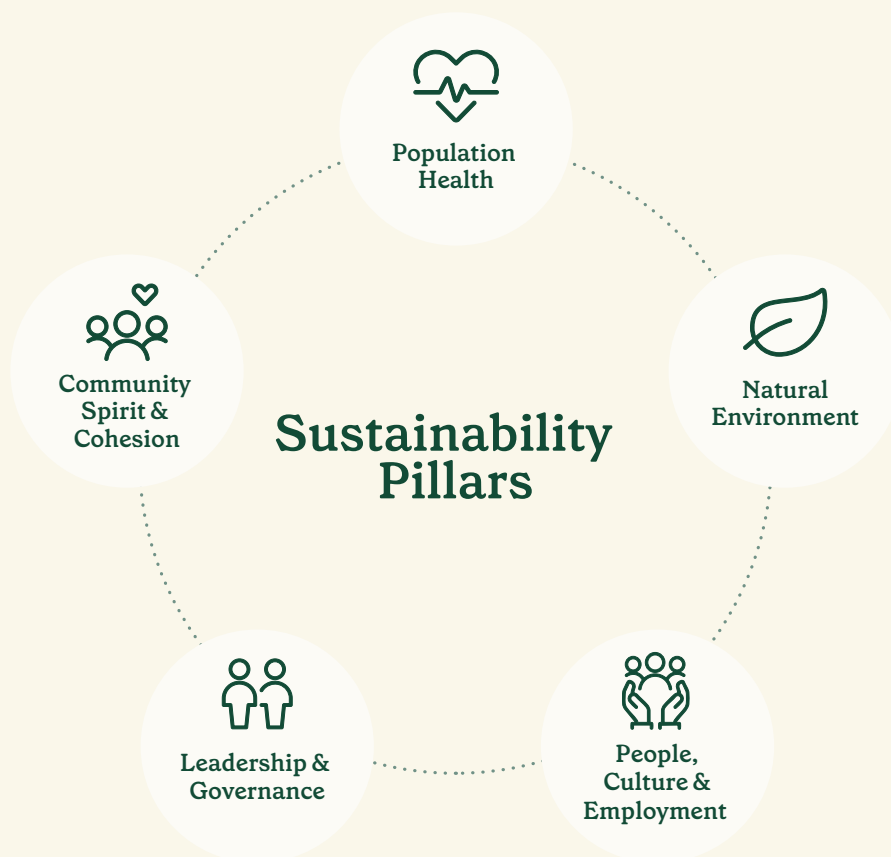 Population
Health
Community
Spirit &
Cohesion
Natural
Environment
Sustainability
Pillars
Leadership &
Governance
People,
Culture &
Employment